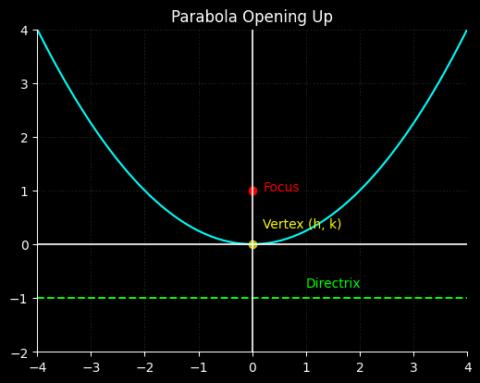 Parabola Opening Up
4
3
2
1
0
−1
−2
Focus
Vertex (h, k)
Directrix
−4 −3 −2 −1 0 1 2 3 4